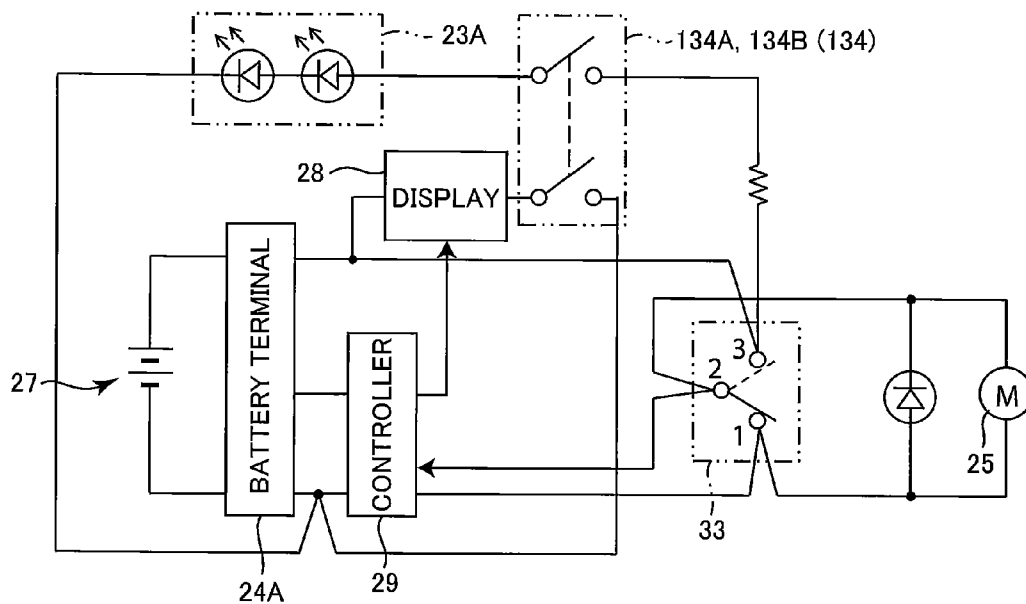 23A
134A, 134B (134)
28
DISPLAY
BATTERY TERMINAL
27
CONTROLLER
3
2
1
M
25
33
24A
29